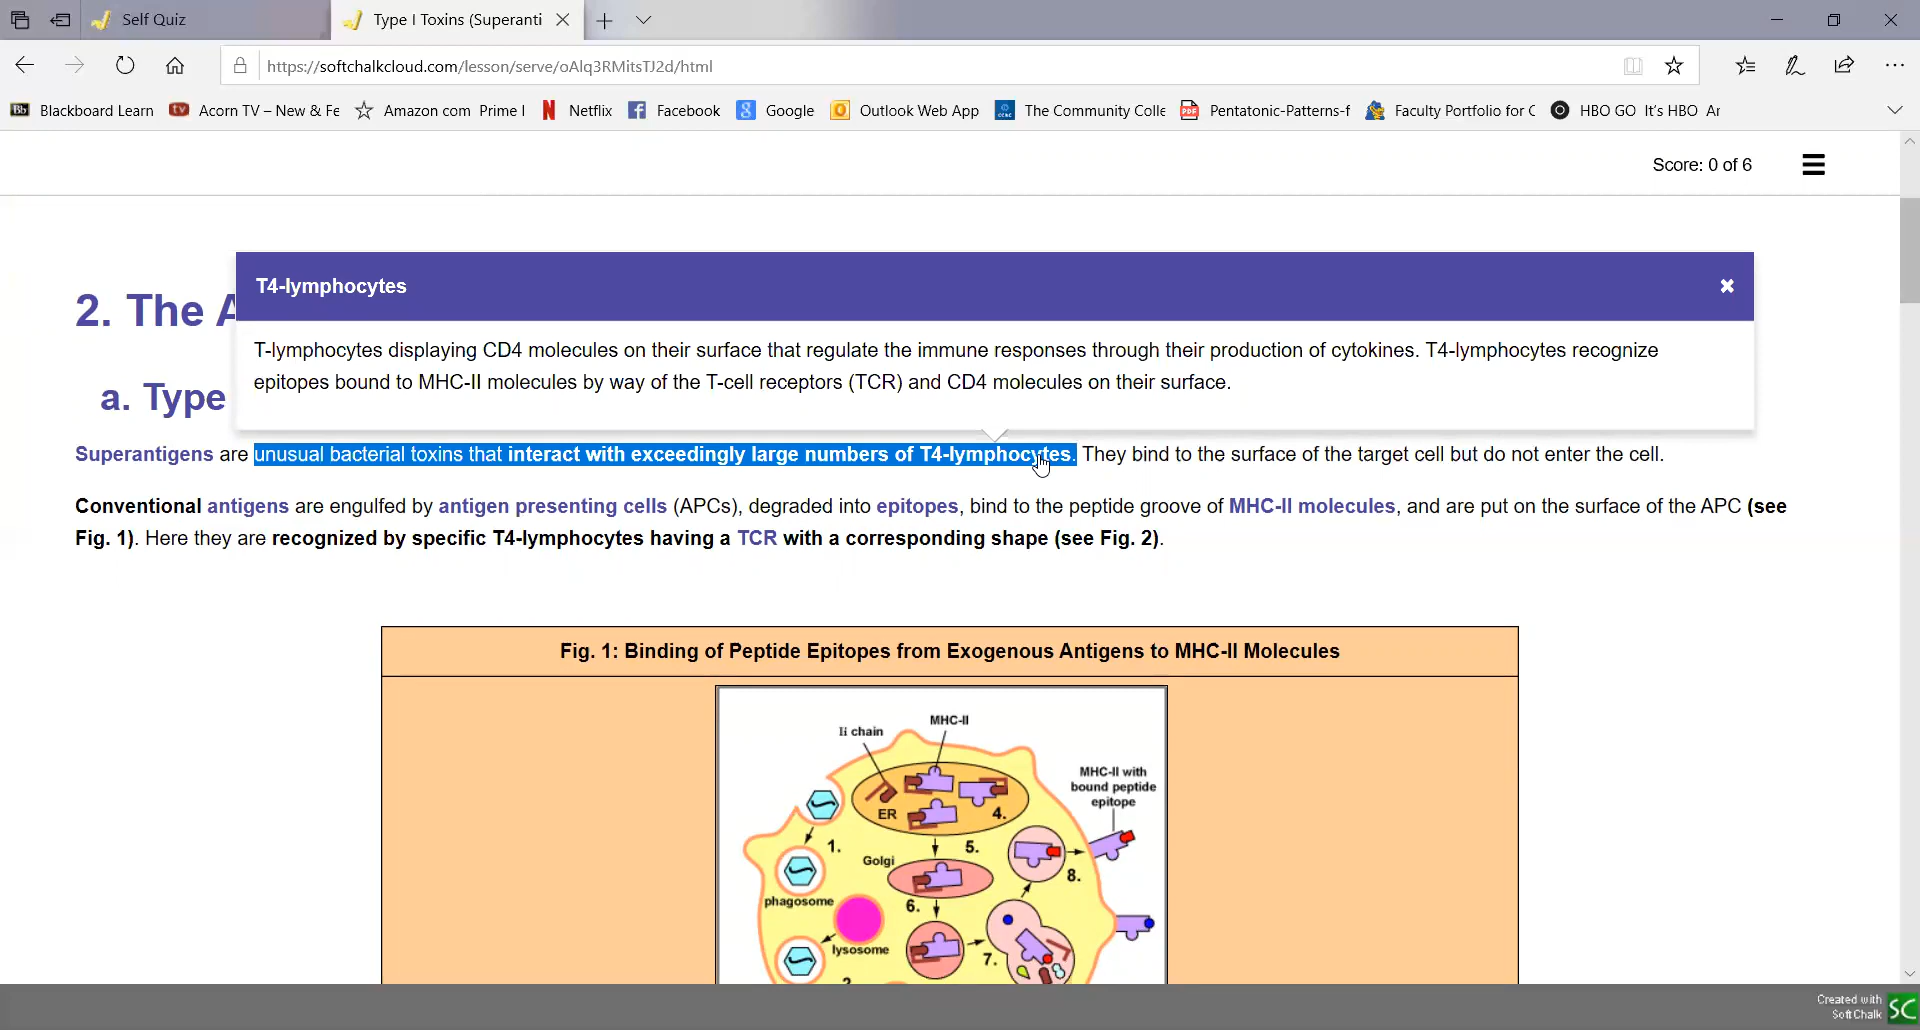 Self Quiz
Type I Toxins (Superanti
https://softchalkcloud.com/lesson/serve/oAlq3RMitsTJ2d/html
Bb Blackboard Learn
tv Acorn TV – New & Fe
Amazon com Prime I
N Netflix
f Facebook
8 Google
Outlook Web App
The Community Colle
PDF Pentatonic-Patterns-f
Faculty Portfolio for C
HBO GO It's HBO Ar
Score: 0 of 6
T4-lymphocytes
2. The A
T-lymphocytes displaying CD4 molecules on their surface that regulate the immune responses through their production of cytokines. T4-lymphocytes recognize
epitopes bound to MHC-II molecules by way of the T-cell receptors (TCR) and CD4 molecules on their surface.
a. Type
Superantigens are unusual bacterial toxins that interact with exceedingly large numbers of T4-lymphocytes. They bind to the surface of the target cell but do not enter the cell.
Conventional antigens are engulfed by antigen presenting cells (APCs), degraded into epitopes, bind to the peptide groove of MHC-II molecules, and are put on the surface of the APC (see
Fig. 1). Here they are recognized by specific T4-lymphocytes having a TCR with a corresponding shape (see Fig. 2).
Fig. 1: Binding of Peptide Epitopes from Exogenous Antigens to MHC-II Molecules
MHC-II
Ii chain
MHC-II with
bound peptide
epitope
ER
4.
1.
5.
Golgi
8.
phagosome
6.
lysosome
7.
Created with
SoftChalk
SC